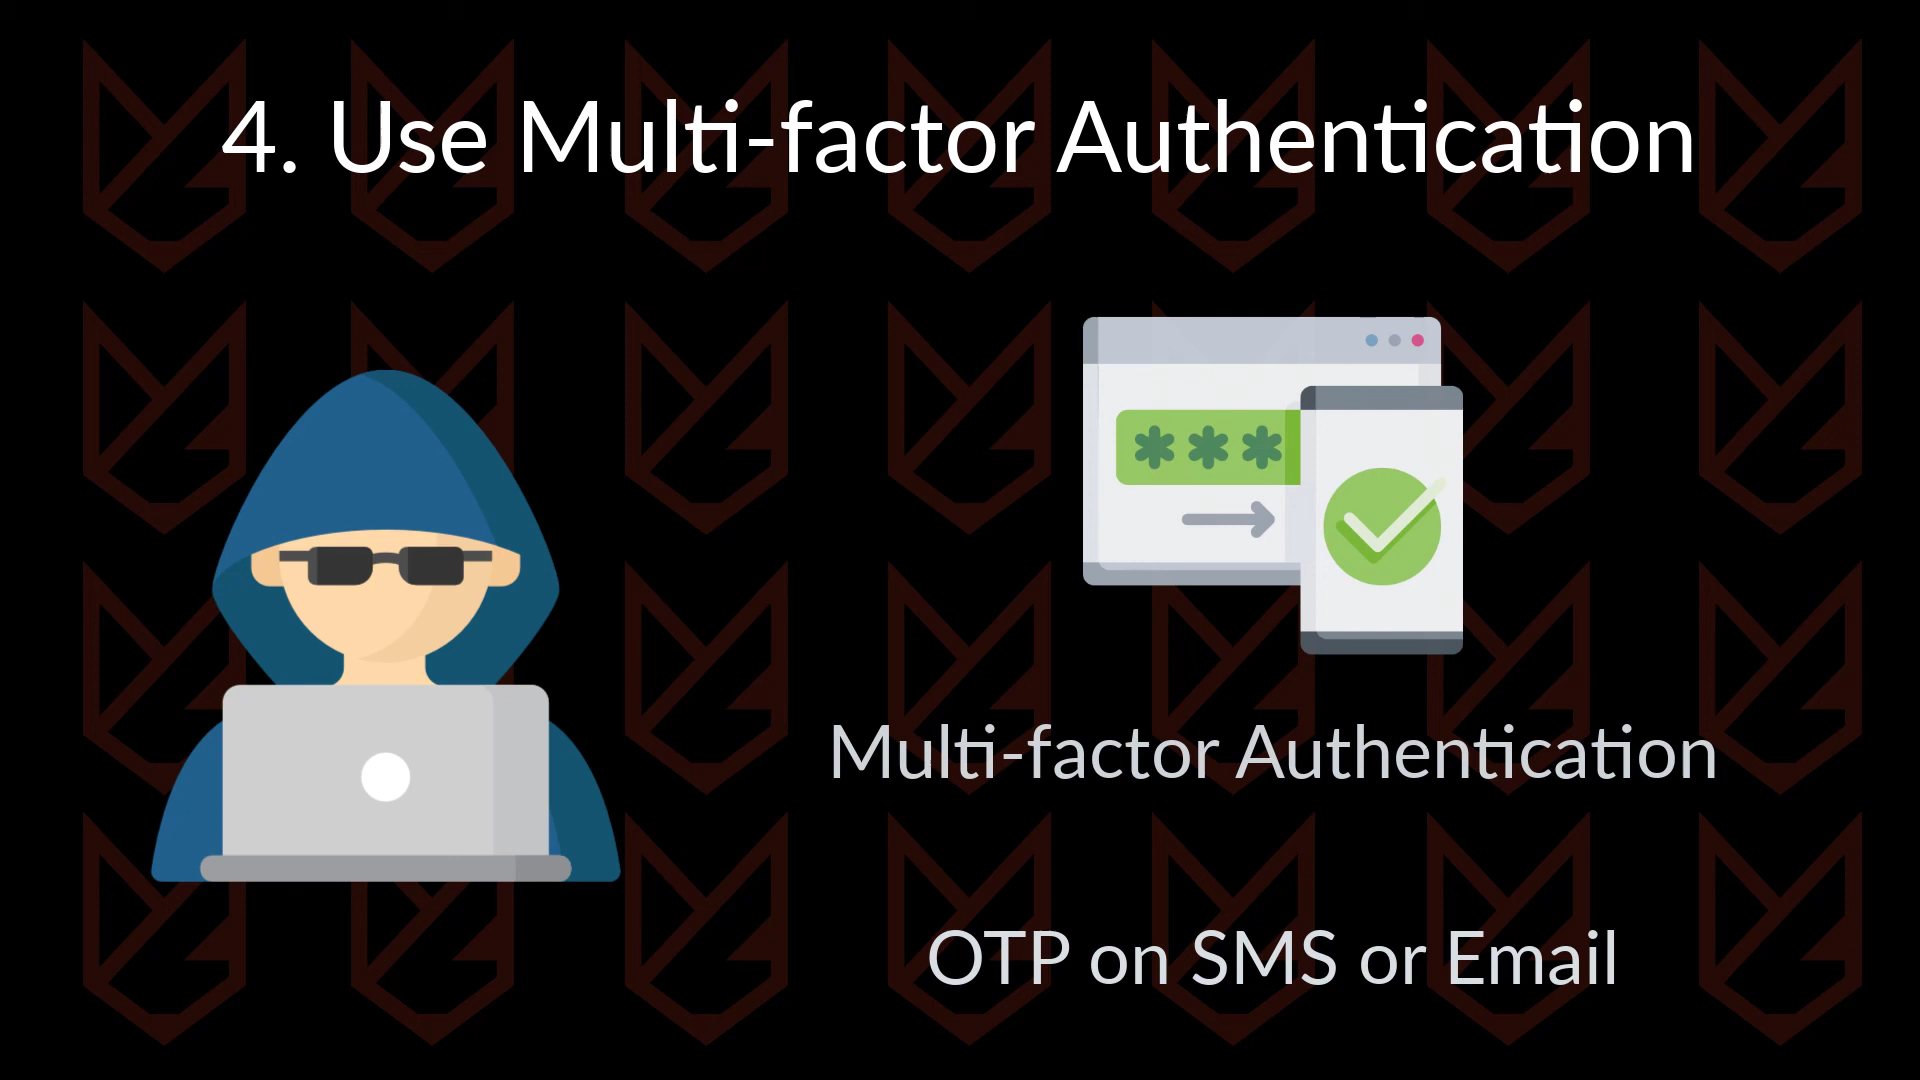 4. Use Multi-factor Authentication
***
Multi-factor Authentication
OTP on SMS or Email